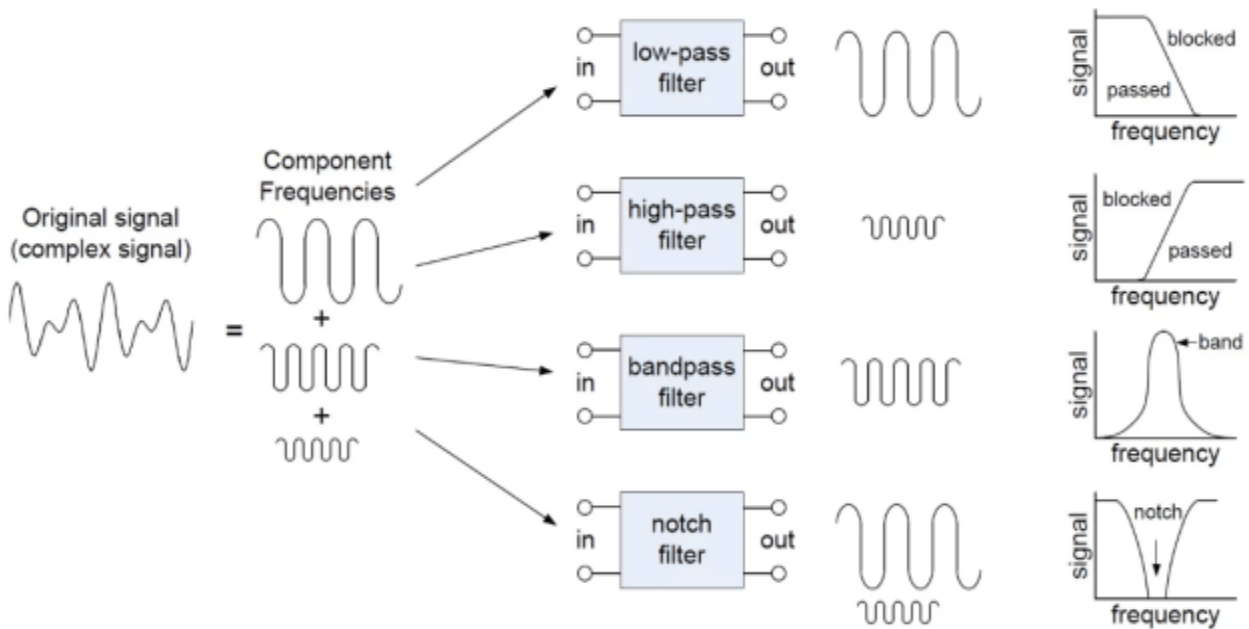 Original signal
(complex signal)
=
Component
Frequencies
+
+
in
low-pass
filter
out
signal
blocked
passed
frequency
in
high-pass
filter
out
signal
blocked
passed
frequency
in
bandpass
filter
out
signal
band
frequency
in
notch
filter
out
signal
notch
frequency